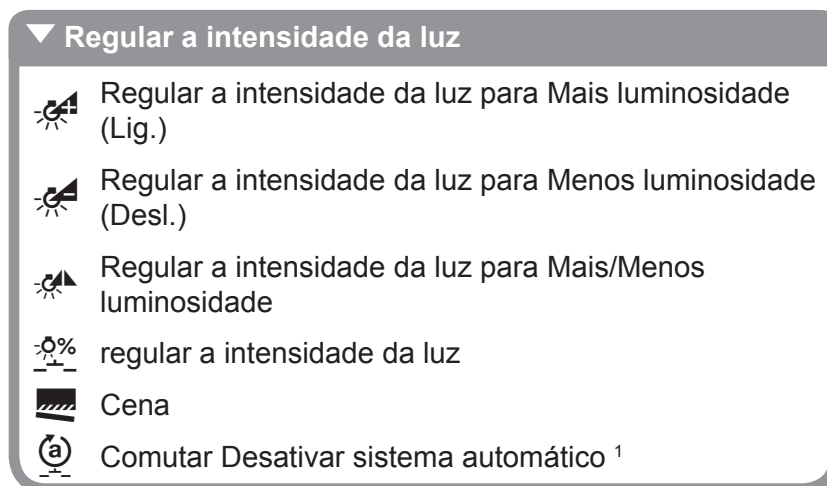 ▼ Regular a intensidade da luz
Regular a intensidade da luz para Mais luminosidade
(Lig.)
Regular a intensidade da luz para Menos luminosidade
(Desl.)
Regular a intensidade da luz para Mais/Menos
luminosidade
% regular a intensidade da luz
Cena
a Comutar Desativar sistema automático 1